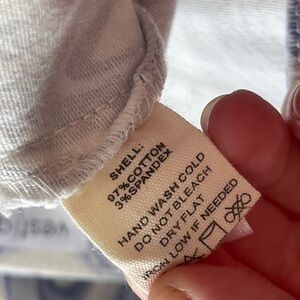 SHELL:
97% COTTON
3% SPANDEX
HAND WASH COLD
DO NOT BLEACH
DRY FLAT
IRON LOW IF NEEDED